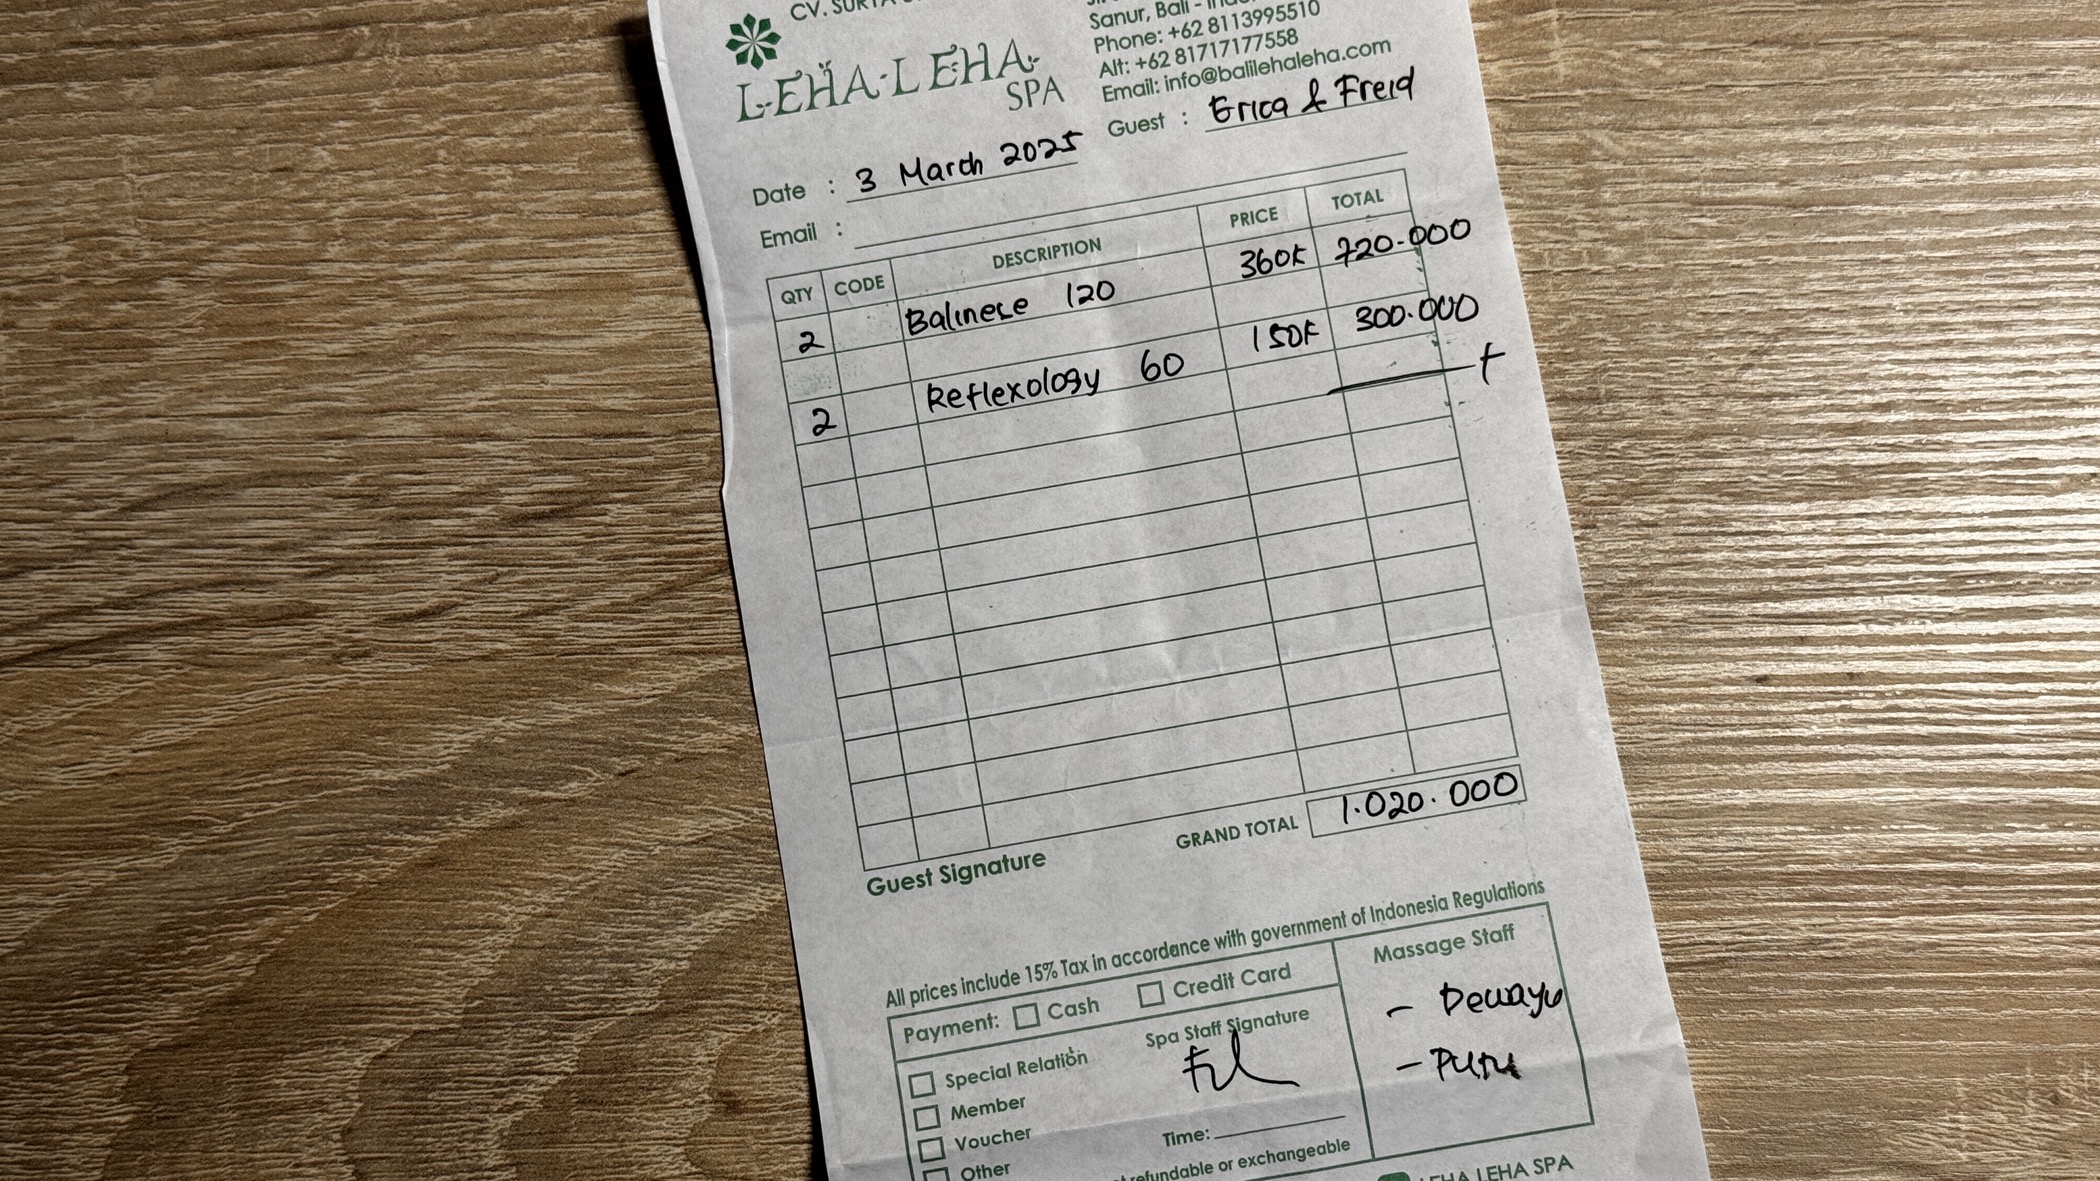 CV. SURYA
LEHA-LEHA
SPA
Sanur, Bali -
Phone: +62 8113995510
Alt: +62 81717177558
Email: info@balilehaleha.com
Guest : Erica & Freid
Date : 3 March 2025
Email :
QTY CODE DESCRIPTION PRICE TOTAL
2 Balinese 120 360K 720.000
2 Reflexology 60 150K 300.000
+
GRAND TOTAL 1.020.000
Guest Signature
All prices include 15% Tax in accordance with government of Indonesia Regulations
Payment: Cash Credit Card
Special Relation
Member
Voucher
Other
Spa Staff Signature
Time:
refundable or exchangeable
Massage Staff
- Dewayu
- Putu
LEHA LEHA SPA